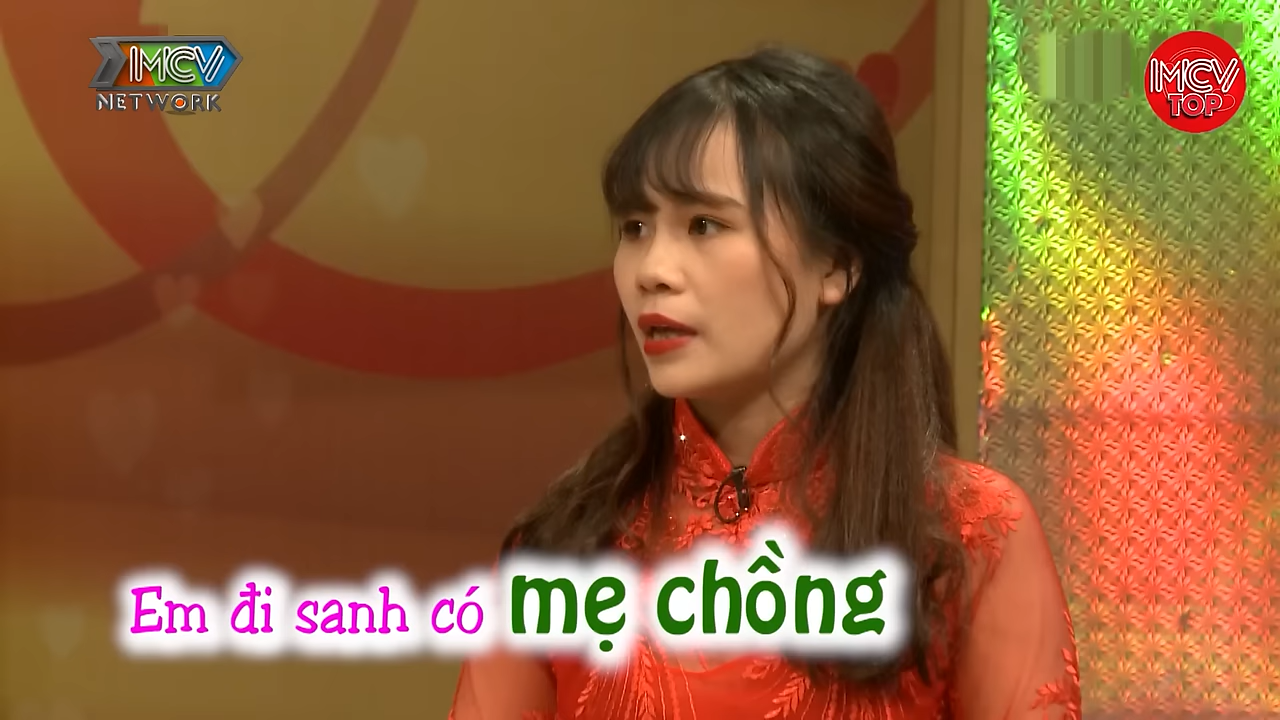 MCV
NETWORK
MCV
TOP
Em đi sanh có mẹ chồng